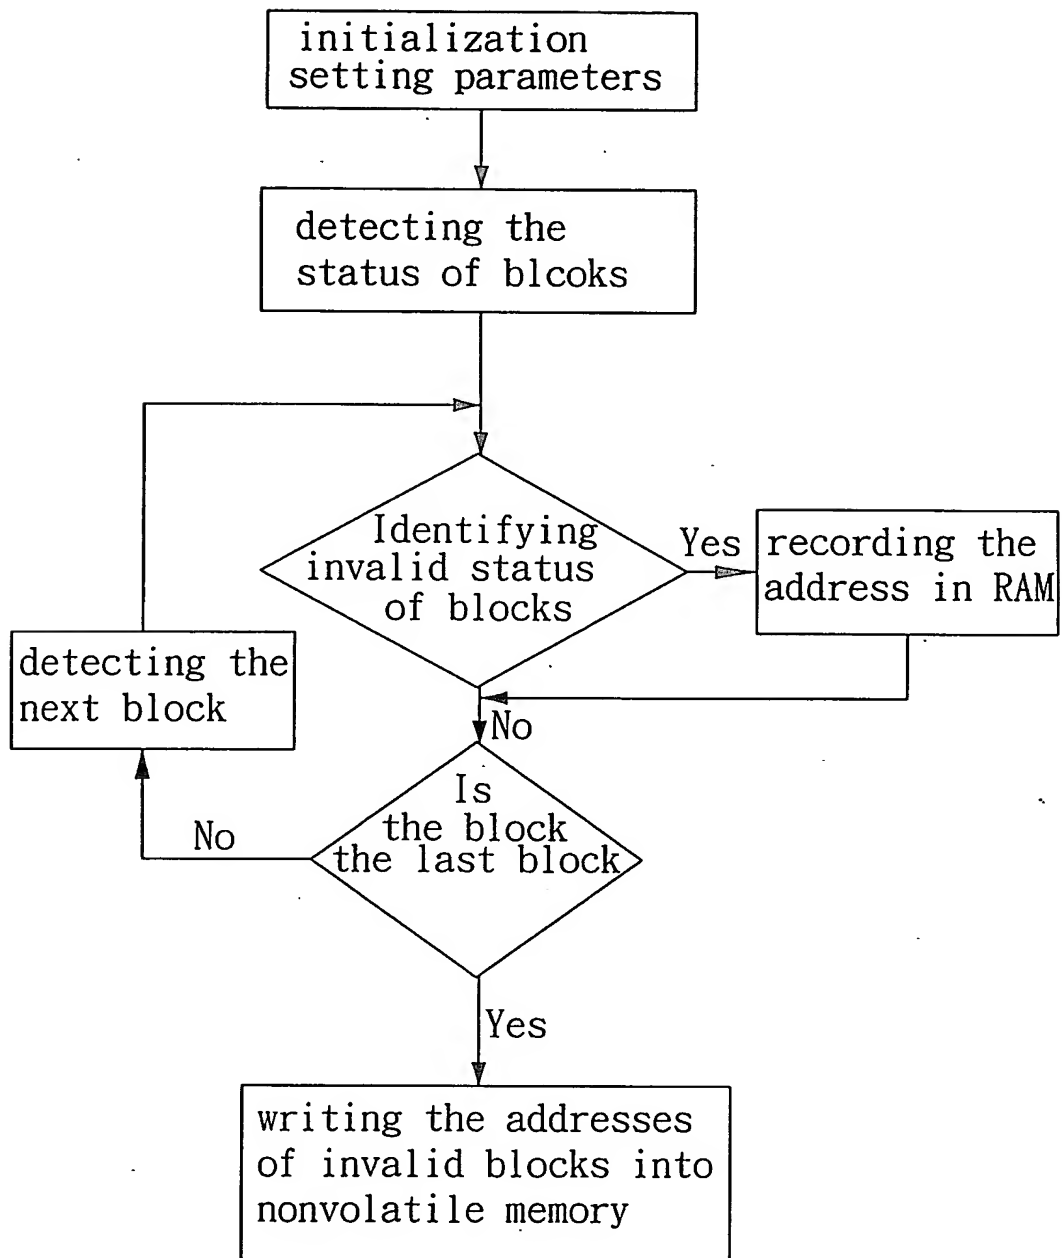 initialization
setting parameters
detecting the
status of blcoks
Identifying
invalid status
of blocks
Yes
recording the
address in RAM
detecting the
next block
No
Is
the block
the last block
No
Yes
writing the addresses
of invalid blocks into
nonvolatile memory